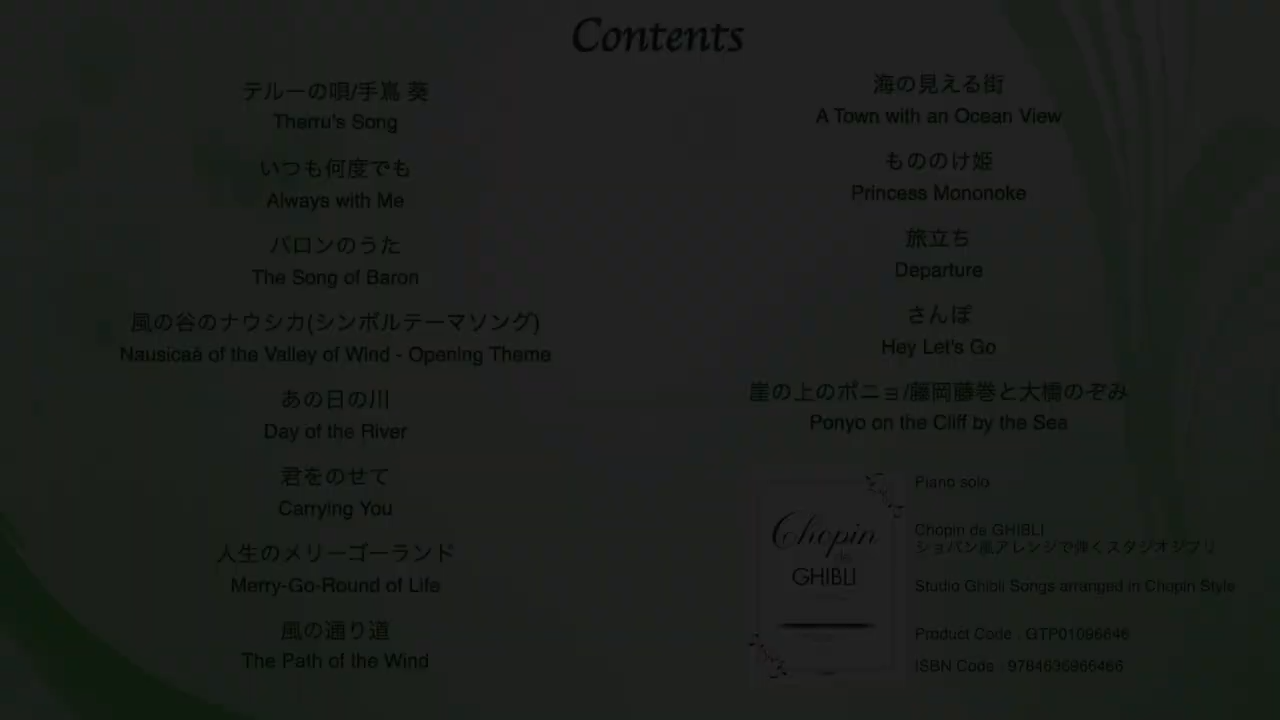 Contents
テルーの唄/手嶌 葵
Therru's Song
いつも何度でも
Always with Me
バロンのうた
The Song of Baron
風の谷のナウシカ(シンボルテーマソング)
Nausicaä of the Valley of Wind - Opening Theme
あの日の川
Day of the River
君をのせて
Carrying You
人生のメリーゴーランド
Merry-Go-Round of Life
風の通り道
The Path of the Wind
海の見える街
A Town with an Ocean View
もののけ姫
Princess Mononoke
旅立ち
Departure
さんぽ
Hey Let's Go
崖の上のポニョ/藤岡藤巻と大橋のぞみ
Ponyo on the Cliff by the Sea
Chopin
de
GHIBLI
Piano solo
Chopin de GHIBLI
ショパン風アレンジで弾くスタジオジブリ
Studio Ghibli Songs arranged in Chopin Style
Product Code : GTP01096646
ISBN Code : 9784636966466